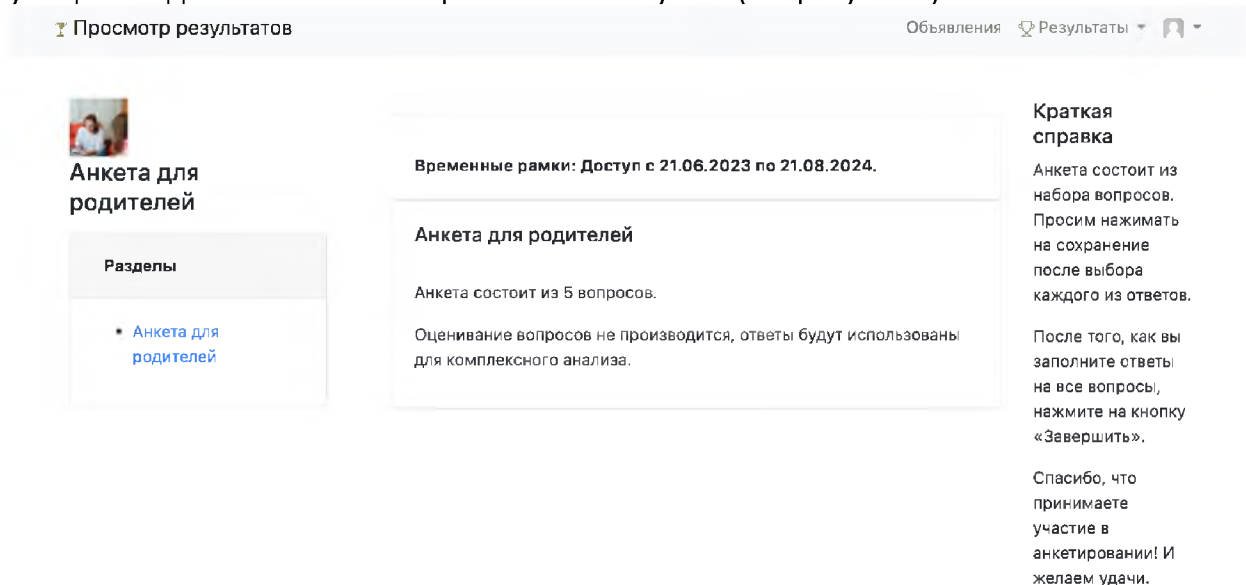 Просмотр результатов
Объявления
Результаты
Анкета для
родителей
Разделы
Анкета для
родителей
Временные рамки: Доступ с 21.06.2023 по 21.08.2024.
Анкета для родителей
Анкета состоит из 5 вопросов.
Оценивание вопросов не производится, ответы будут использованы
для комплексного анализа.
Краткая
справка
Анкета состоит из
набора вопросов.
Просим нажимать
на сохранение
после выбора
каждого из ответов.
После того, как вы
заполните ответы
на все вопросы,
нажмите на кнопку
«Завершить».
Спасибо, что
принимаете
участие в
анкетировании! И
желаем удачи.